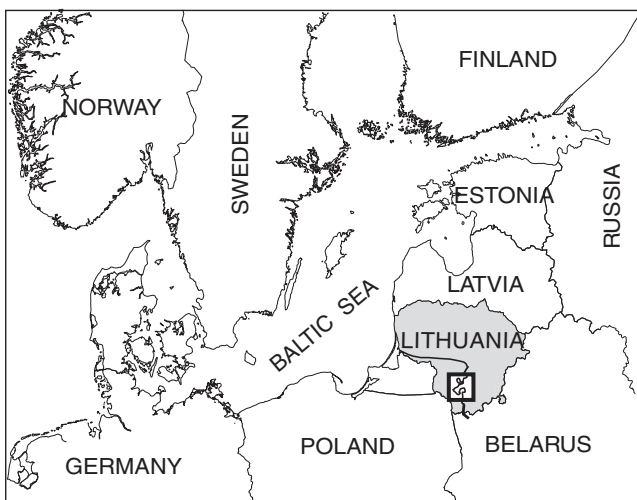 FINLAND
NORWAY
SWEDEN
RUSSIA
ESTONIA
LATVIA
BALTIC SEA
LITHUANIA
POLAND
BELARUS
GERMANY